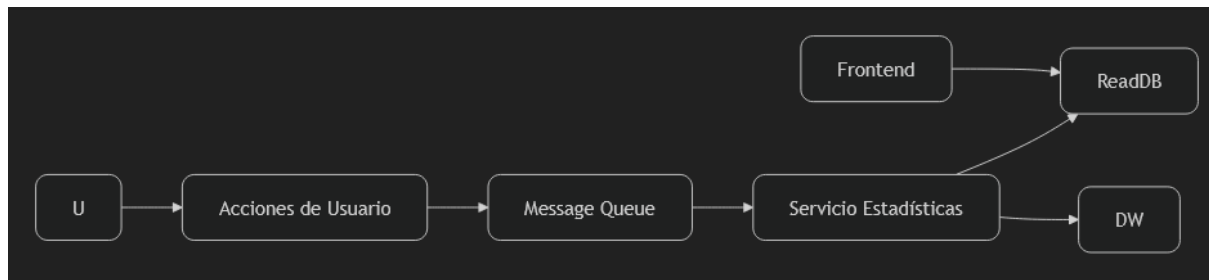 Frontend
ReadDB
U
Acciones de Usuario
Message Queue
Servicio Estadísticas
DW